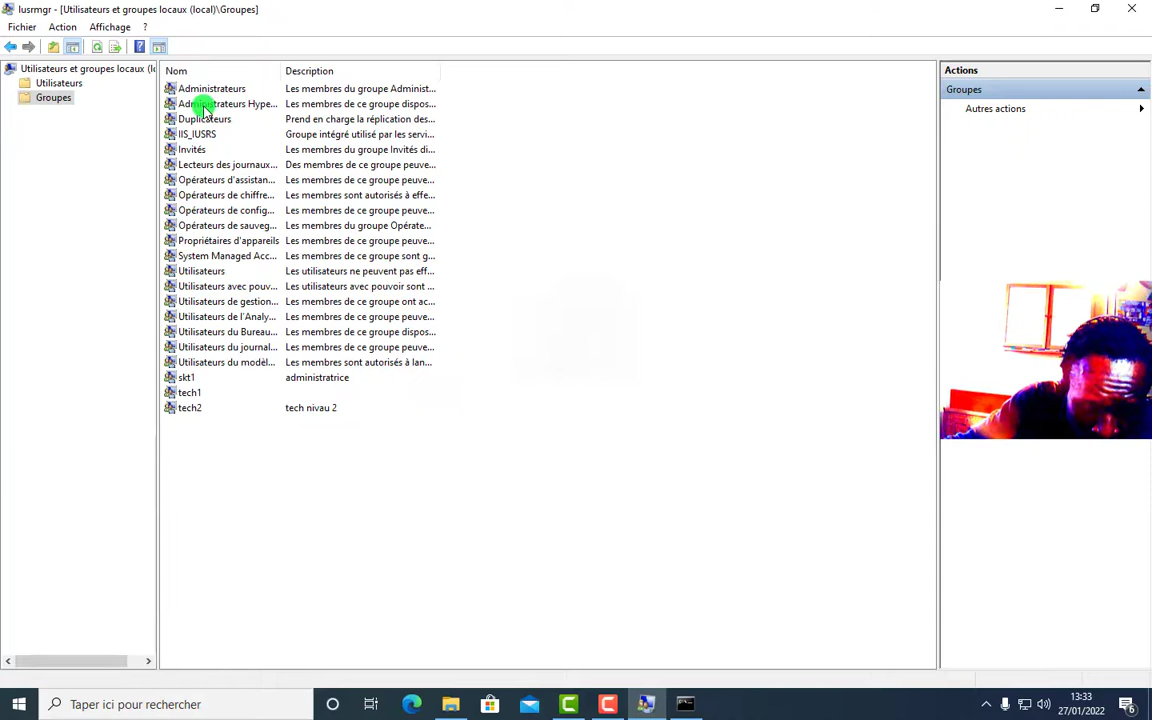 lusrmgr - [Utilisateurs et groupes locaux (local)\Groupes]
Fichier Action Affichage ?
Utilisateurs et groupes locaux (l
Utilisateurs
Groupes
Nom Description
Administrateurs Les membres du groupe Administ...
Administrateurs Hype... Les membres de ce groupe dispos...
Duplicateurs Prend en charge la réplication des...
IIS_IUSRS Groupe intégré utilisé par les servi...
Invités Les membres du groupe Invités di...
Lecteurs des journaux... Des membres de ce groupe peuve...
Opérateurs d'assistan... Les membres de ce groupe peuve...
Opérateurs de chiffre... Les membres sont autorisés à effe...
Opérateurs de config... Les membres de ce groupe peuve...
Opérateurs de sauveg... Les membres du groupe Opérate...
Propriétaires d'appareils Les membres de ce groupe peuve...
System Managed Acc... Les membres de ce groupe sont g...
Utilisateurs Les utilisateurs ne peuvent pas eff...
Utilisateurs avec pouv... Les utilisateurs avec pouvoir sont ...
Utilisateurs de gestion... Les membres de ce groupe ont ac...
Utilisateurs de l'Analy... Les membres de ce groupe peuve...
Utilisateurs du Bureau... Les membres de ce groupe dispos...
Utilisateurs du journal... Les membres de ce groupe peuve...
Utilisateurs du modèl... Les membres sont autorisés à lan...
skt1 administratrice
tech1
tech2 tech nivau 2
Actions
Groupes
Autres actions
Taper ici pour rechercher
13:33
27/01/2022
6